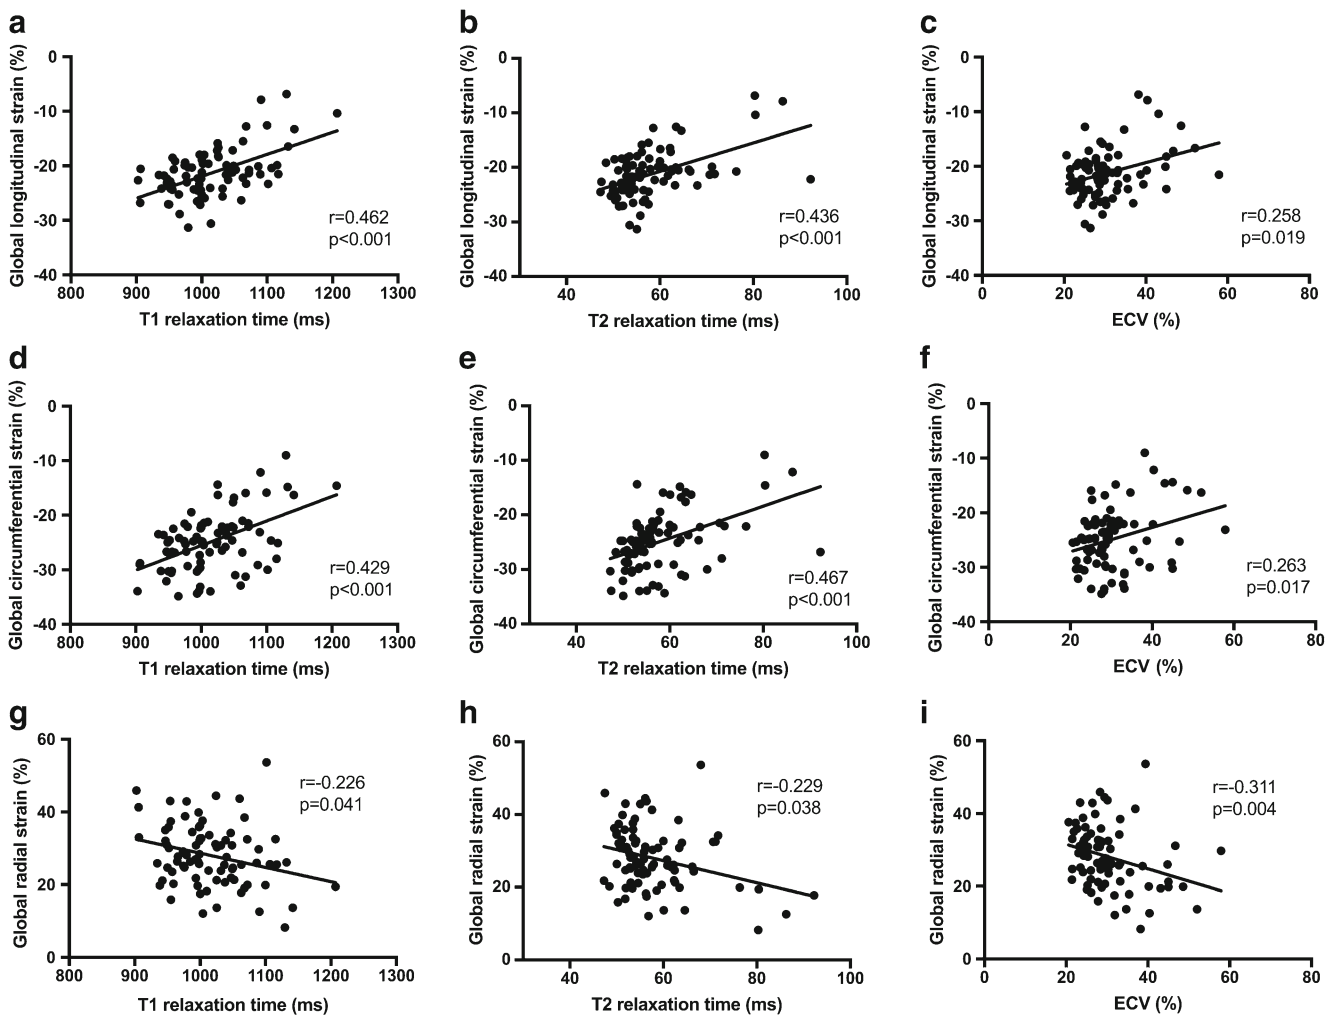 a
Global longitudinal strain (%)
0
-10
-20
-30
-40
800 900 1000 1100 1200 1300
T1 relaxation time (ms)
r=0.462
p<0.001
b
Global longitudinal strain (%)
0
-10
-20
-30
-40
40 60 80 100
T2 relaxation time (ms)
r=0.436
p<0.001
c
Global longitudinal strain (%)
0
-10
-20
-30
-40
0 20 40 60 80
ECV (%)
r=0.258
p=0.019
d
Global circumferential strain (%)
0
-10
-20
-30
-40
800 900 1000 1100 1200 1300
T1 relaxation time (ms)
r=0.429
p<0.001
e
Global circumferential strain (%)
0
-10
-20
-30
-40
40 60 80 100
T2 relaxation time (ms)
r=0.467
p<0.001
f
Global circumferential strain (%)
0
-10
-20
-30
-40
0 20 40 60 80
ECV (%)
r=0.263
p=0.017
g
Global radial strain (%)
60
40
20
0
800 900 1000 1100 1200 1300
T1 relaxation time (ms)
r=-0.226
p=0.041
h
Global radial strain (%)
60
40
20
0
40 60 80 100
T2 relaxation time (ms)
r=-0.229
p=0.038
i
Global radial strain (%)
60
40
20
0
0 20 40 60 80
ECV (%)
r=-0.311
p=0.004